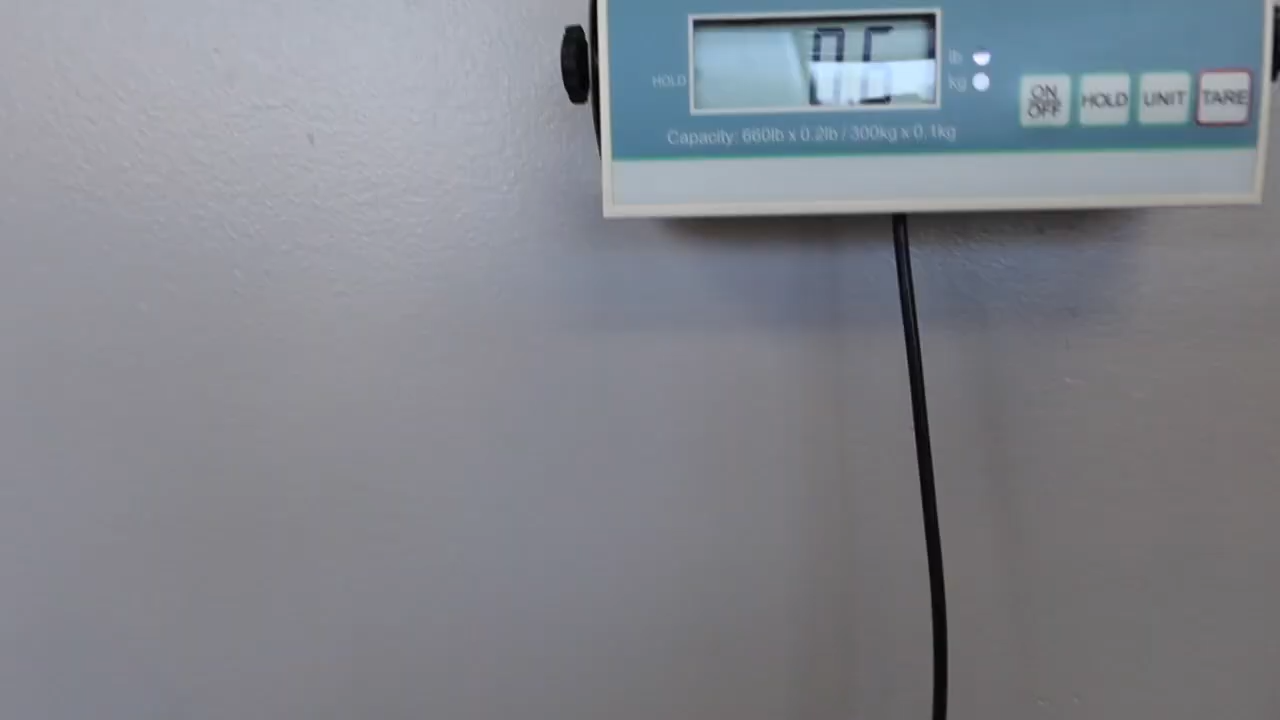 lb
HOLD
kg
ON
OFF
HOLD
UNIT
TARE
Capacity: 660lb x 0.2lb / 300kg x 0.1kg